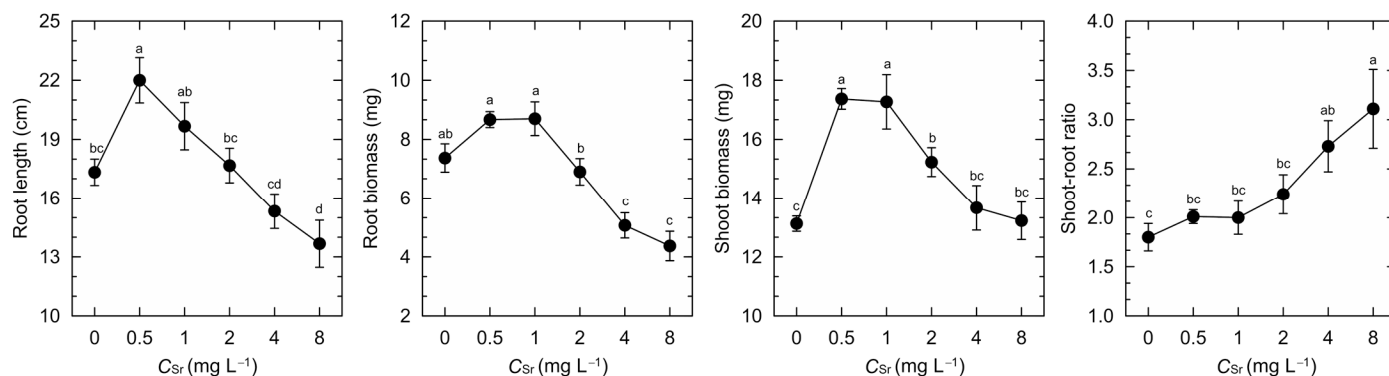 Root length (cm)
25
22
19
16
13
10
bc
a
ab
bc
cd
d
0 0.5 1 2 4 8
CSr (mg L⁻¹)
Root biomass (mg)
12
10
8
6
4
2
ab
a
a
b
c
c
0 0.5 1 2 4 8
CSr (mg L⁻¹)
Shoot biomass (mg)
20
18
16
14
12
10
c
a
a
b
bc
bc
0 0.5 1 2 4 8
CSr (mg L⁻¹)
Shoot-root ratio
4.0
3.5
3.0
2.5
2.0
1.5
1.0
c
bc
bc
bc
ab
a
0 0.5 1 2 4 8
CSr (mg L⁻¹)